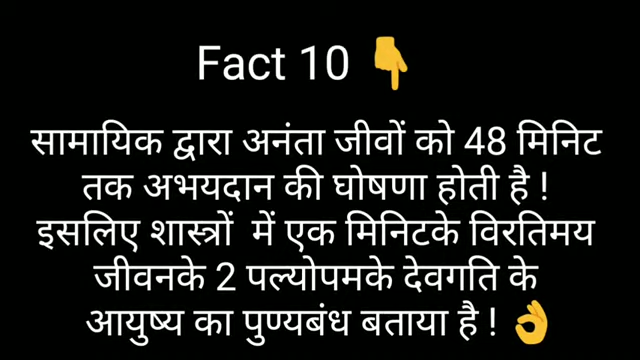 Fact 10 👇
सामायिक द्वारा अनंता जीवों को 48 मिनिट
तक अभयदान की घोषणा होती है !
इसलिए शास्त्रों में एक मिनिटके विरतिमय
जीवनके 2 पल्योपमके देवगति के
आयुष्य का पुण्यबंध बताया है ! 👌